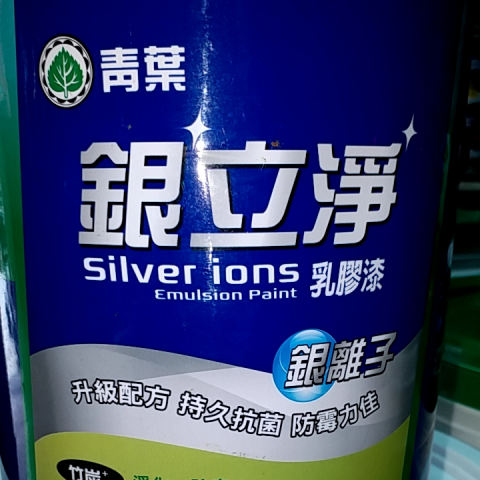 青葉
銀立淨
Silver ions
Emulsion Paint 乳膠漆
銀離子
升級配方 持久抗菌 防霉力佳
竹炭+